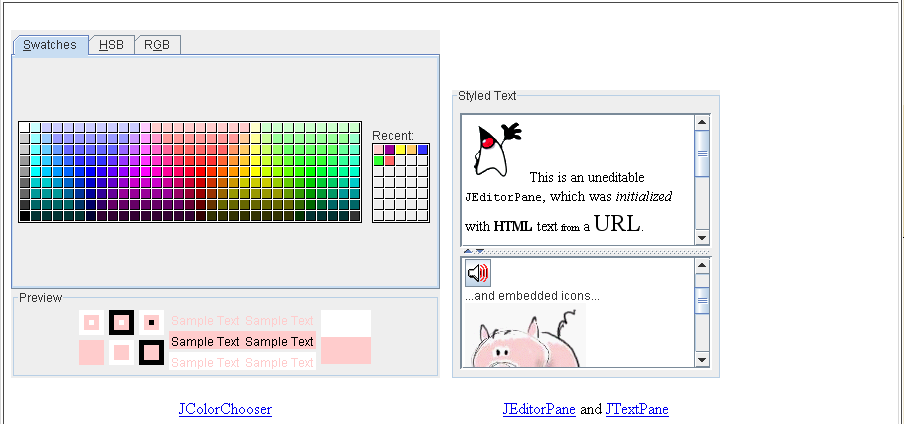 Swatches HSB RGB
Recent:
Preview
Sample Text Sample Text
Sample Text Sample Text
Sample Text Sample Text
JColorChooser
Styled Text
This is an uneditable
JEditorPane, which was initialized
with HTML text from a URL.
...and embedded icons...
JEditorPane and JTextPane